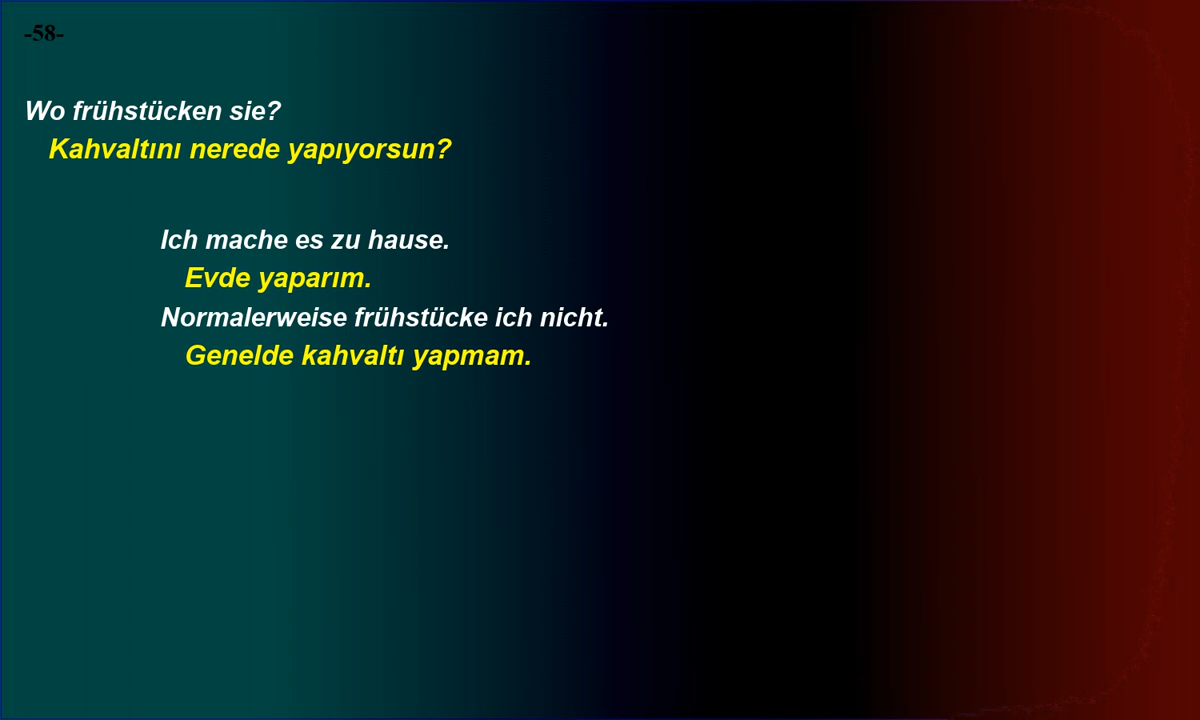 -58-
Wo frühstücken sie?
Kahvaltını nerede yapıyorsun?
Ich mache es zu hause.
Evde yaparım.
Normalerweise frühstücke ich nicht.
Genelde kahvaltı yapmam.